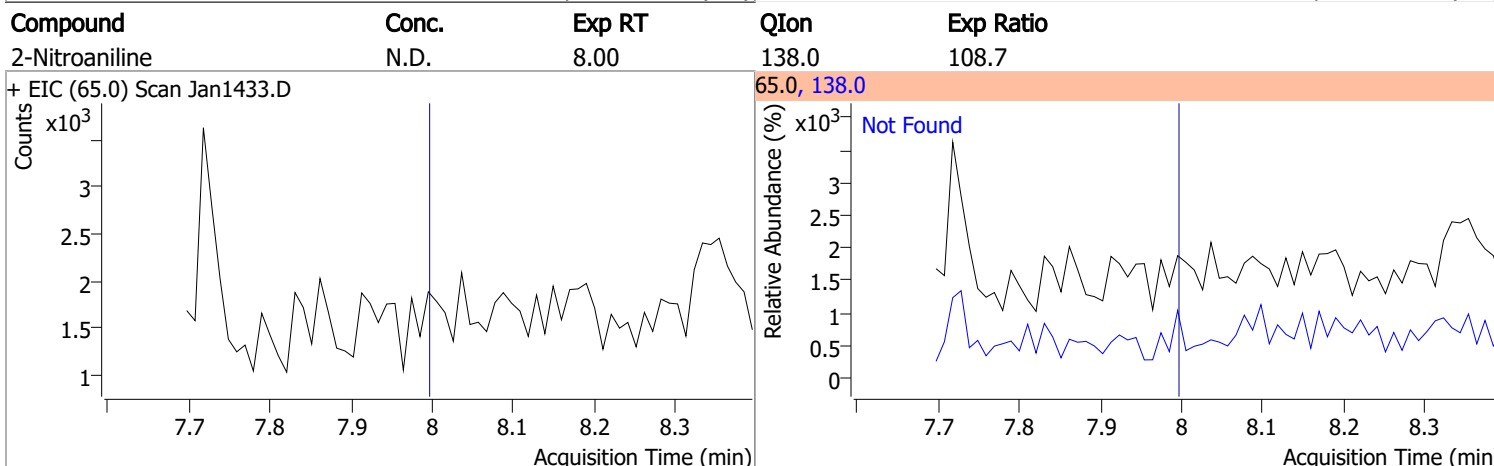 Compound Conc. Exp RT QIon Exp Ratio
2-Nitroaniline N.D. 8.00 138.0 108.7
+ EIC (65.0) Scan Jan1433.D
Counts
x10³
3
2.5
2
1.5
1
7.7 7.8 7.9 8 8.1 8.2 8.3
Acquisition Time (min)
65.0, 138.0
Relative Abundance (%)
x10³
Not Found
3
2.5
2
1.5
1
0.5
0
7.7 7.8 7.9 8 8.1 8.2 8.3
Acquisition Time (min)